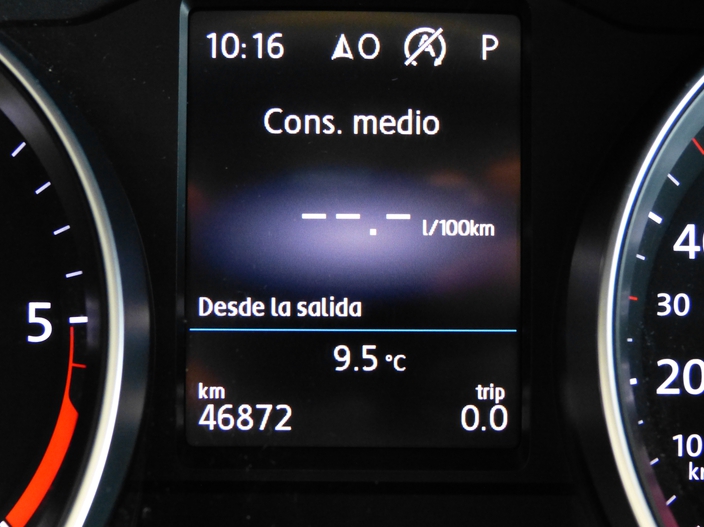 10:16 O P
Cons. medio
--.- l/100km
Desde la salida
9.5 °C
km trip
46872 0.0
5
30
20
10